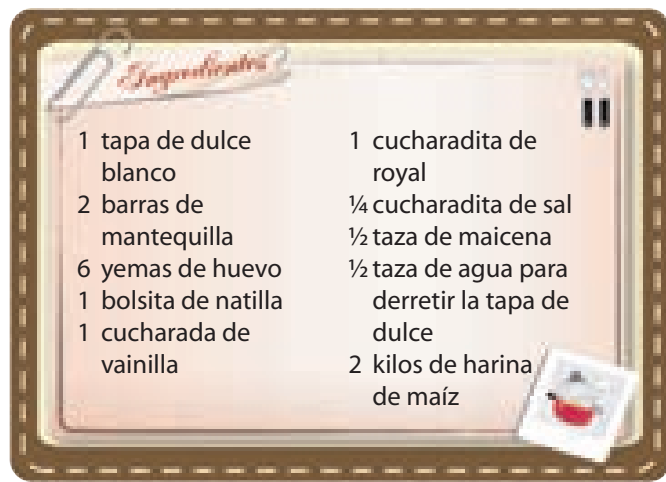 Ingredientes
1 tapa de dulce
blanco
2 barras de
mantequilla
6 yemas de huevo
1 bolsita de natilla
1 cucharada de
vainilla
1 cucharadita de
royal
¼ cucharadita de sal
½ taza de maicena
½ taza de agua para
derretir la tapa de
dulce
2 kilos de harina
de maíz